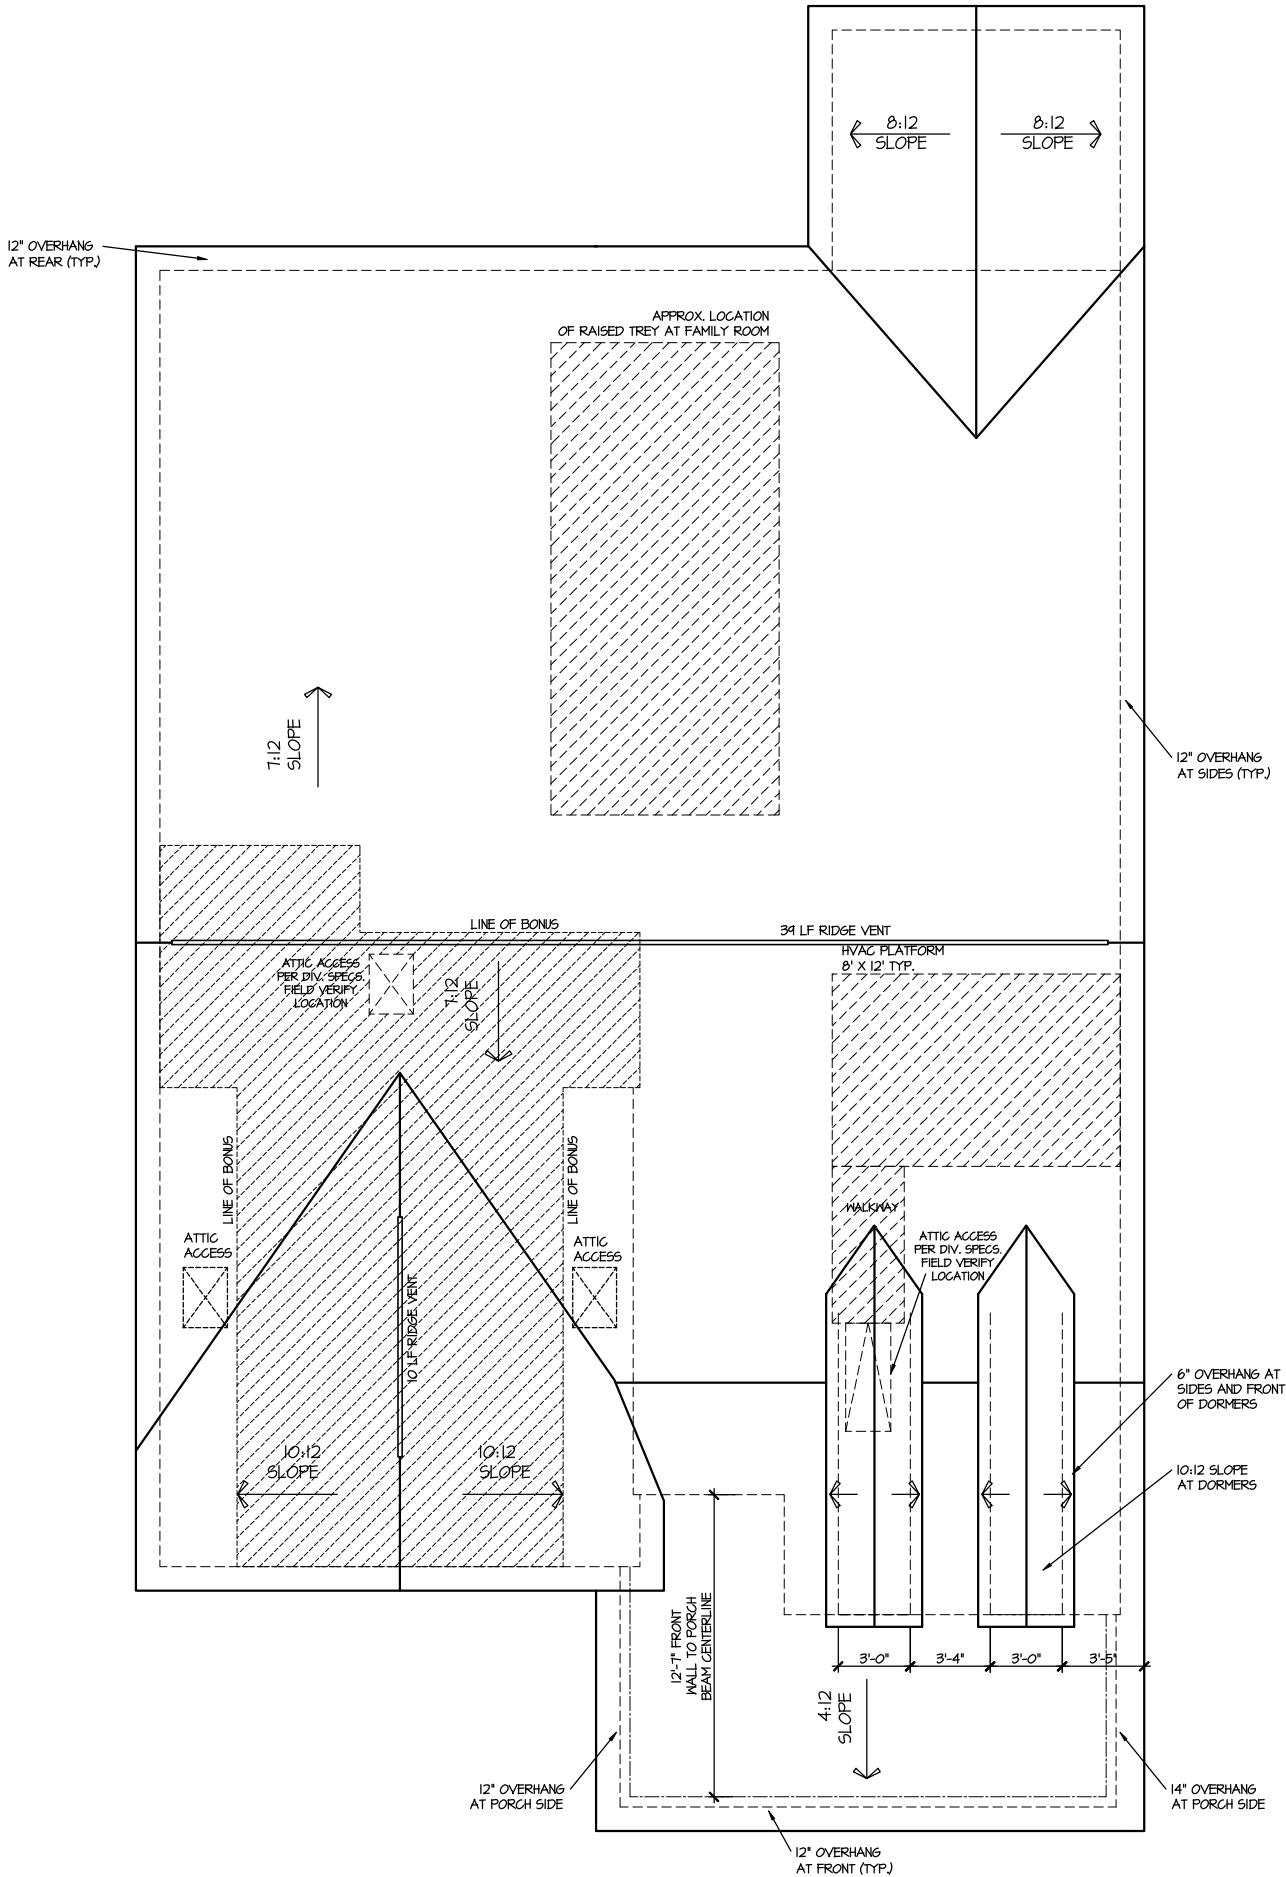 8:12
SLOPE
8:12
SLOPE
12" OVERHANG
AT REAR (TYP.)
APPROX. LOCATION
OF RAISED TREY AT FAMILY ROOM
7:12
SLOPE
12" OVERHANG
AT SIDES (TYP.)
LINE OF BONUS
39 LF RIDGE VENT
HVAC PLATFORM
8' X 12' TYP.
ATTIC ACCESS
PER DIV. SPECS.
FIELD VERIFY
LOCATION
7:12
SLOPE
LINE OF BONUS
LINE OF BONUS
ATTIC
ACCESS
ATTIC
ACCESS
WALKWAY
ATTIC ACCESS
PER DIV. SPECS.
FIELD VERIFY
LOCATION
10 LF RIDGE VENT
6" OVERHANG AT
SIDES AND FRONT
OF DORMERS
10:12
SLOPE
10:12
SLOPE
10:12 SLOPE
AT DORMERS
12'-7" FRONT
WALL TO PORCH
BEAM CENTERLINE
3'-0"
3'-4"
3'-0"
3'-5"
4:12
SLOPE
12" OVERHANG
AT PORCH SIDE
14" OVERHANG
AT PORCH SIDE
12" OVERHANG
AT FRONT (TYP.)